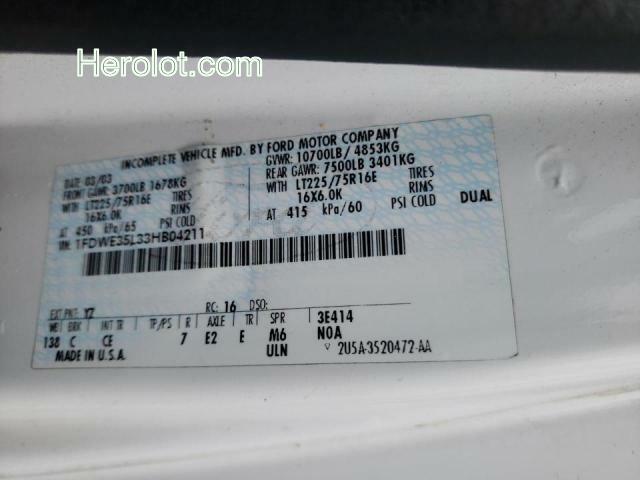 Herolot.com
INCOMPLETE VEHICLE MFD. BY FORD MOTOR COMPANY
DATE 03/03 GVWR: 10700LB/ 4853KG
FRONT GAWR: 3700LB 1678KG REAR GAWR: 7500LB 3401KG
WITH LT225/75R16E TIRES WITH LT225/75R16E TIRES
16X6.0K RIMS 16X6.0K RIMS
AT 450 kPa/65 PSI COLD AT 415 kPa/60 PSI COLD DUAL
1FDWE35L33HB04211
EXT PNT: YZ RC: 16 DSO:
WB INT TR TP/PS R AXLE TR SPR 3E414
138 C CE 7 E2 E M6 NOA
MADE IN U.S.A. ULN 2U5A-3520472-AA